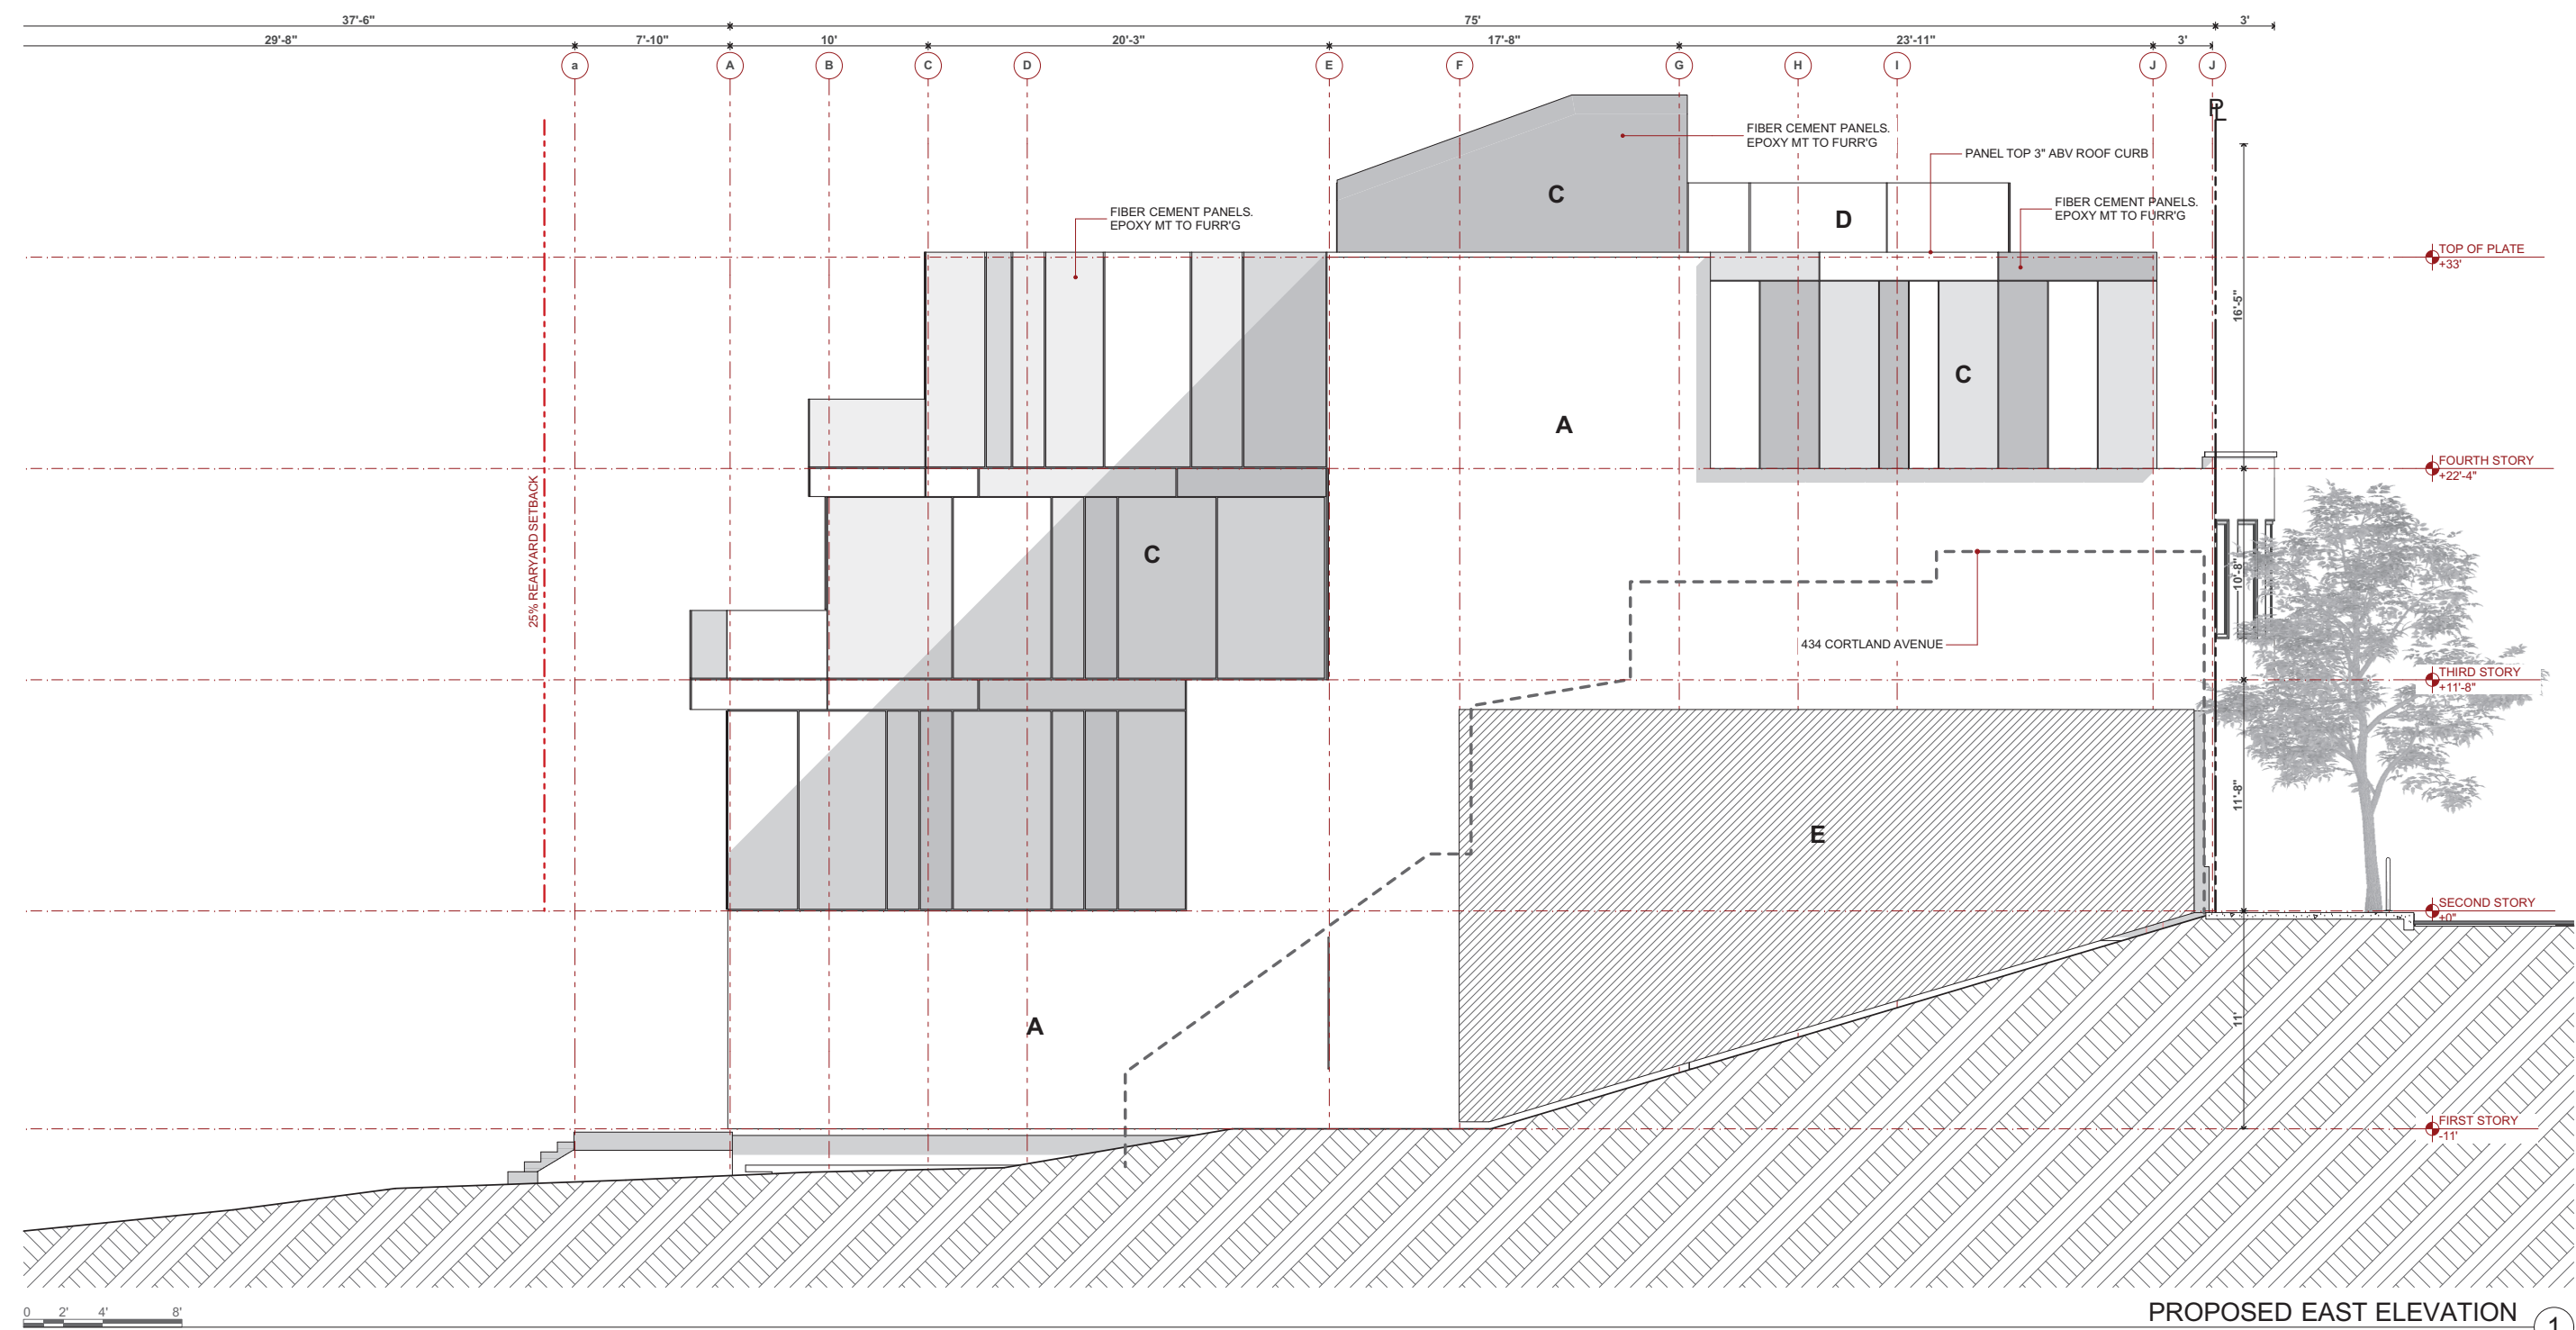 37'-6"
75'
3'
29'-8"
7'-10"
10'
20'-3"
17'-8"
23'-11"
3'
a
A
B
C
D
E
F
G
H
I
J
J
PL
FIBER CEMENT PANELS.
EPOXY MT TO FURR'G
PANEL TOP 3" ABV ROOF CURB
C
FIBER CEMENT PANELS.
EPOXY MT TO FURR'G
D
FIBER CEMENT PANELS.
EPOXY MT TO FURR'G
TOP OF PLATE
+33'
16'-5"
C
A
FOURTH STORY
+22'-4"
25% REARYARD SETBACK
C
10'-8"
434 CORTLAND AVENUE
THIRD STORY
+11'-8"
11'-8"
E
SECOND STORY
+0"
A
11'
FIRST STORY
-11'
0 2' 4' 8'
PROPOSED EAST ELEVATION
1